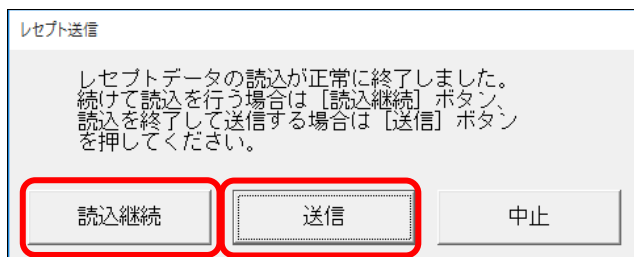 レセプト送信
レセプトデータの読込が正常に終了しました。
続けて読込を行う場合は［読込継続］ボタン、
読込を終了して送信する場合は［送信］ボタン
を押してください。
読込継続
送信
中止